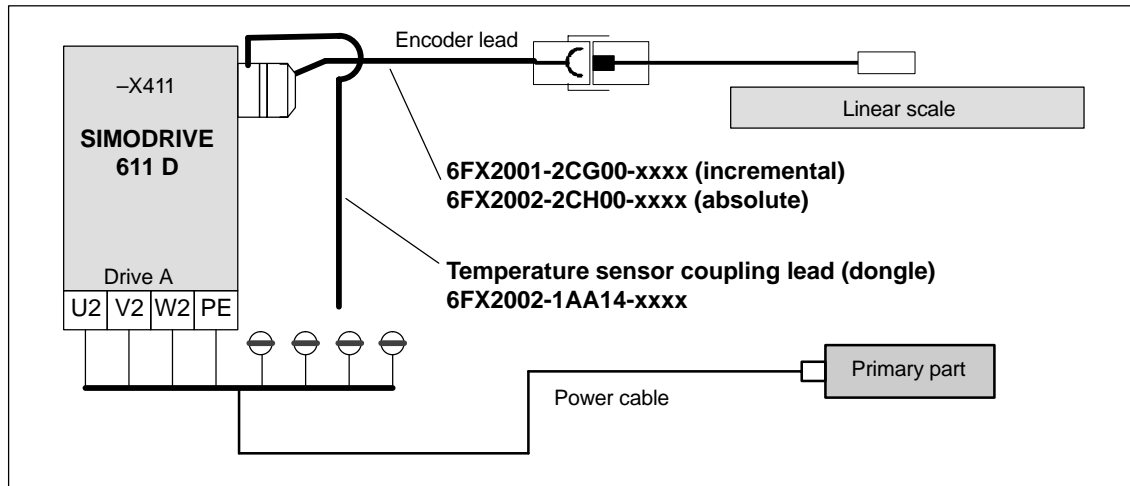 Encoder lead
–X411
SIMODRIVE
611 D
Linear scale
6FX2001-2CG00-xxxx (incremental)
6FX2002-2CH00-xxxx (absolute)
Temperature sensor coupling lead (dongle)
6FX2002-1AA14-xxxx
Drive A
U2 V2 W2 PE
Primary part
Power cable